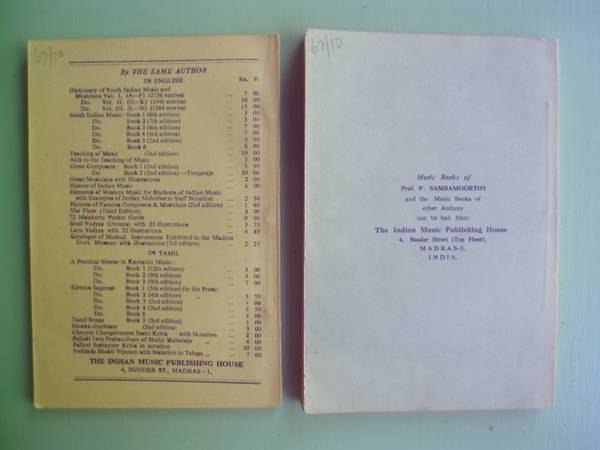 67/10
By THE SAME AUTHOR
IN ENGLISH
Rs. P.
Dictionary of South Indian Music and
Musicians Vol. I, (A—F) (2136 entries) ... 7 00
Do. Vol. II. (G—K) (1341 entries) ... 10 00
Do. Vol. III. (L—N) (1364 entries) ... 15 00
South Indian Music: Book 1 (8th edition) ... 3 00
Do. Book 2 (7th edition) ... 3 00
Do. Book 3 (6th edition) ... 7 00
Do. Book 4 (7th edition) ... 7 00
Do. Book 5 (2nd edition) ... 5 00
Do. Book 6 ... 8 00
Teaching of Music (2nd edition) ... 10 00
Aids to the Teaching of Music ... 3 00
Great Composers: Book 1 (2nd edition) ... 5 50
Do Book 2 (2nd edition)—Tyagaraja ... 10 00
Great Musicians with Illustrations ... 2 00
History of Indian Music ... 6 00
Elements of Western Music for Students of Indian Music
with Examples of Indian Melodies in Staff Notation ... 2 50
Pictures of Famous Composers & Musicians (2nd edition) ... 1 60
The Flute (Third Edition) ... 3 00
72 Melakarta Packet Guide ... 0 50
Sruti Vadyas (Drones) with 23 illustrations ... 3 75
Laya Vadyas with 32 illustrations ... 4 40
Catalogue of Musical Instruments Exhibited in the Madras
Govt. Museum with illustrations (3rd edition) ... 2 25
IN TAMIL
A Practical Course in Karnatic Music:
Do. Book 1 (12th edition) ... 3 00
Do. Book 2 (9th edition) ... 4 00
Do. Book 3 (9th edition) ... 7 00
Kirtana Sagaram Book 1 (5th edition) (in the Press)
Do. Book 2 (4th edition) „ ... 3 50
Do. Book 3 (2nd edition) ... 3 00
Do. Book 4 (2nd edition) ... 3 50
Do. Book 5 ... 3 00
Tamil Songs Book 1 (3rd edition) ... 5 00
Nowka charitram (2nd edition) ... 3 00
Cheyyur Chengalvaraya Sastri Kritis with Notation ... 2 00
Pallaki Seva Prabandham of Shahji Maharaja „ ... 4 00
Pallavi Seshayyar Kritis in notation ... 10 00
Prahlada Bhakti Vijayam with Notation in Telugu „ ... 7 00
THE INDIAN MUSIC PUBLISHING HOUSE
4, BUNDER ST., MADRAS - 1.
67/10
Music Books of
Prof. P. SAMBAMOORTHY
and the Music Books of
other Authors
can be had from
The Indian Music Publishing House
4, Bunder Street (Top Floor),
MADRAS-1.
INDIA.